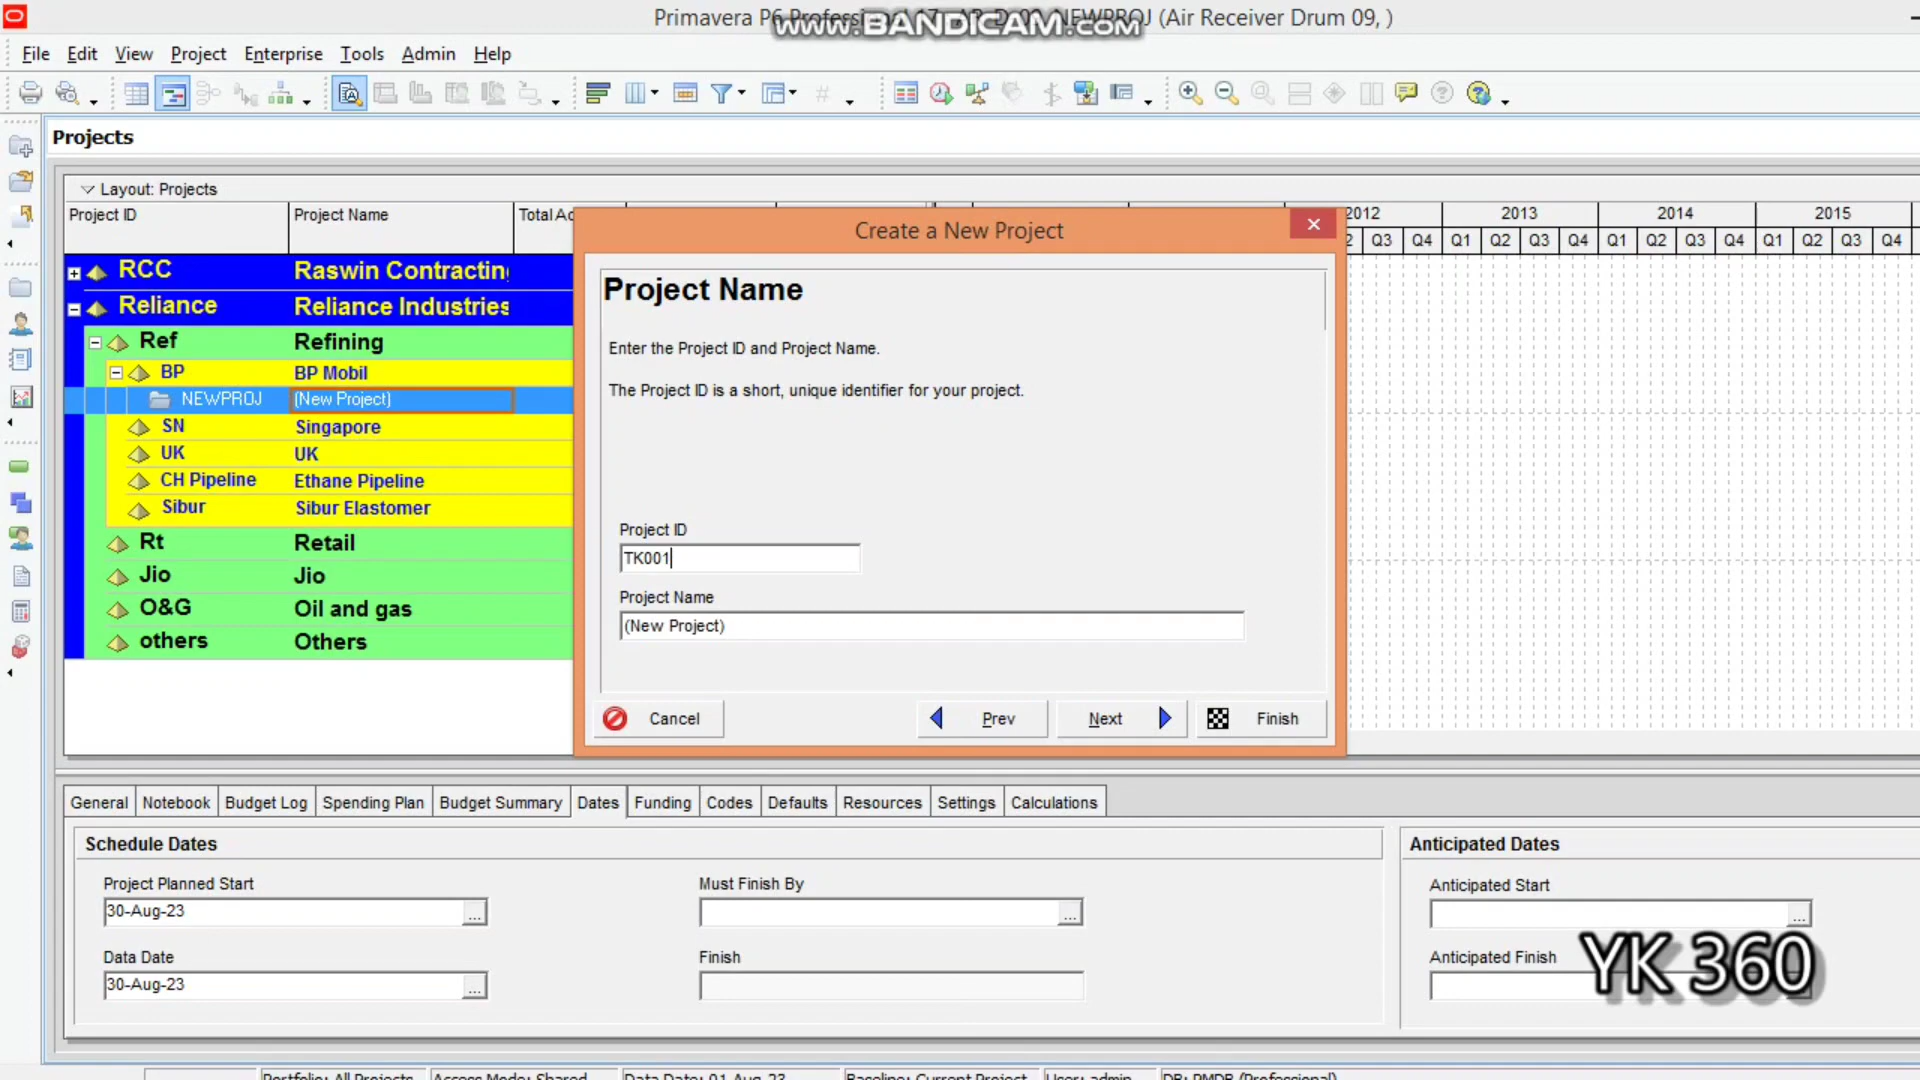 Primavera P6 Professional 17 : NEWPROJ (Air Receiver Drum 09, )
www.BANDICAM.com
File Edit View Project Enterprise Tools Admin Help
Projects
Layout: Projects
Project ID Project Name Total Ac
2012 2013 2014 2015
2 Q3 Q4 Q1 Q2 Q3 Q4 Q1 Q2 Q3 Q4 Q1 Q2 Q3 Q4
RCC Raswin Contracting
Reliance Reliance Industries
Ref Refining
BP BP Mobil
NEWPROJ (New Project)
SN Singapore
UK UK
CH Pipeline Ethane Pipeline
Sibur Sibur Elastomer
Rt Retail
Jio Jio
O&G Oil and gas
others Others
Create a New Project
Project Name
Enter the Project ID and Project Name.
The Project ID is a short, unique identifier for your project.
Project ID
TK001
Project Name
(New Project)
Cancel Prev Next Finish
General Notebook Budget Log Spending Plan Budget Summary Dates Funding Codes Defaults Resources Settings Calculations
Schedule Dates Anticipated Dates
Project Planned Start Must Finish By Anticipated Start
30-Aug-23 ... ... ...
Data Date Finish Anticipated Finish
30-Aug-23 ...
YK 360
Portfolio: All Projects Access Mode: Shared Data Date: 01-Aug-23 Baseline: Current Project User: admin DB: PMDB (Professional)